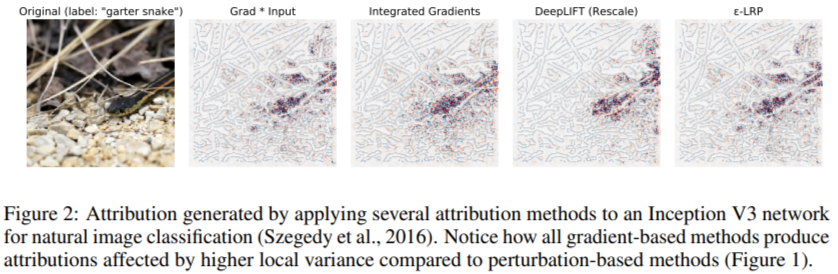 Original (label: "garter snake")
Grad * Input
Integrated Gradients
DeepLIFT (Rescale)
ε-LRP
Figure 2: Attribution generated by applying several attribution methods to an Inception V3 network
for natural image classification (Szegedy et al., 2016). Notice how all gradient-based methods produce
attributions affected by higher local variance compared to perturbation-based methods (Figure 1).